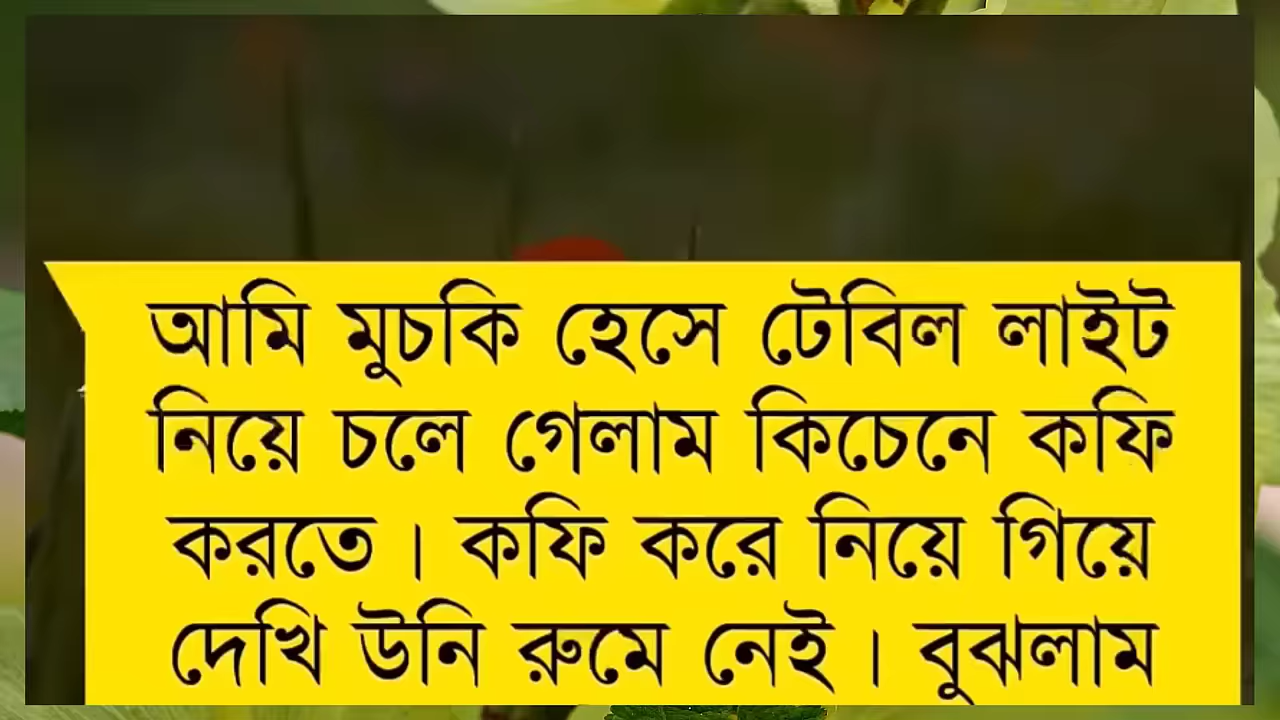 আমি মুচকি হেসে টেবিল লাইট
নিয়ে চলে গেলাম কিচেনে কফি
করতে। কফি করে নিয়ে গিয়ে
দেখি উনি রুমে নেই। বুঝলাম